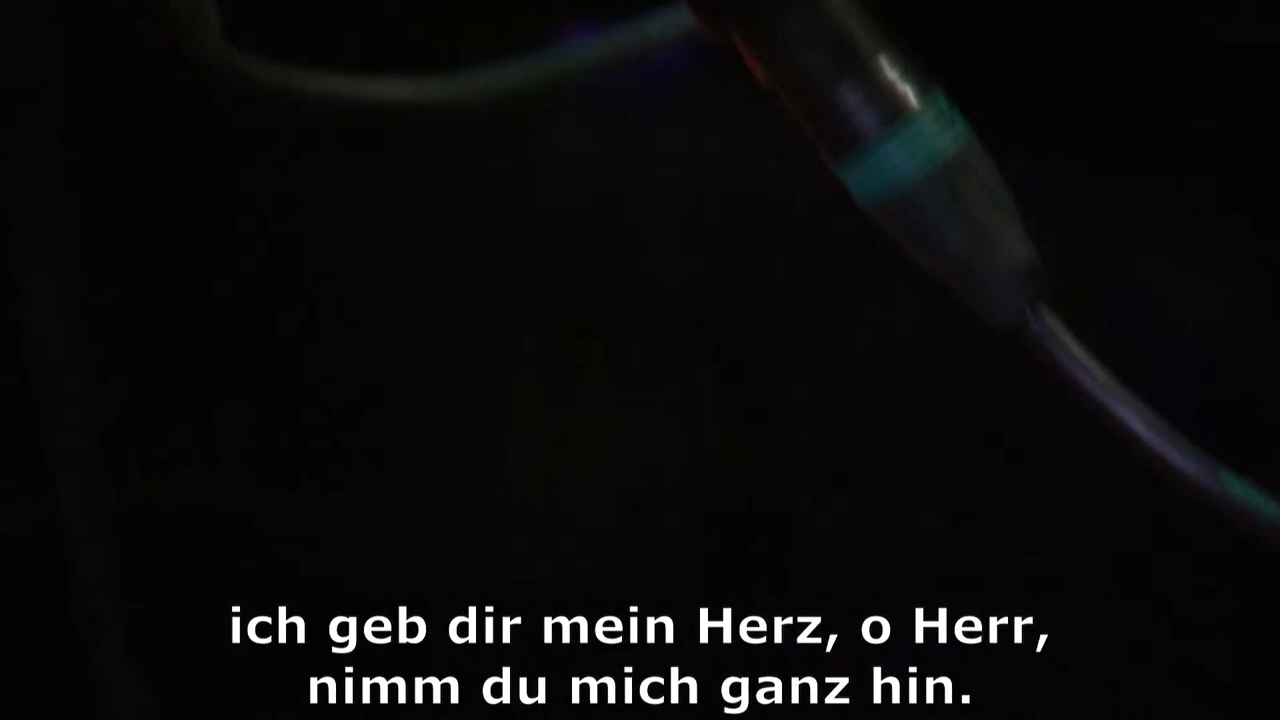 ich geb dir mein Herz, o Herr,
nimm du mich ganz hin.